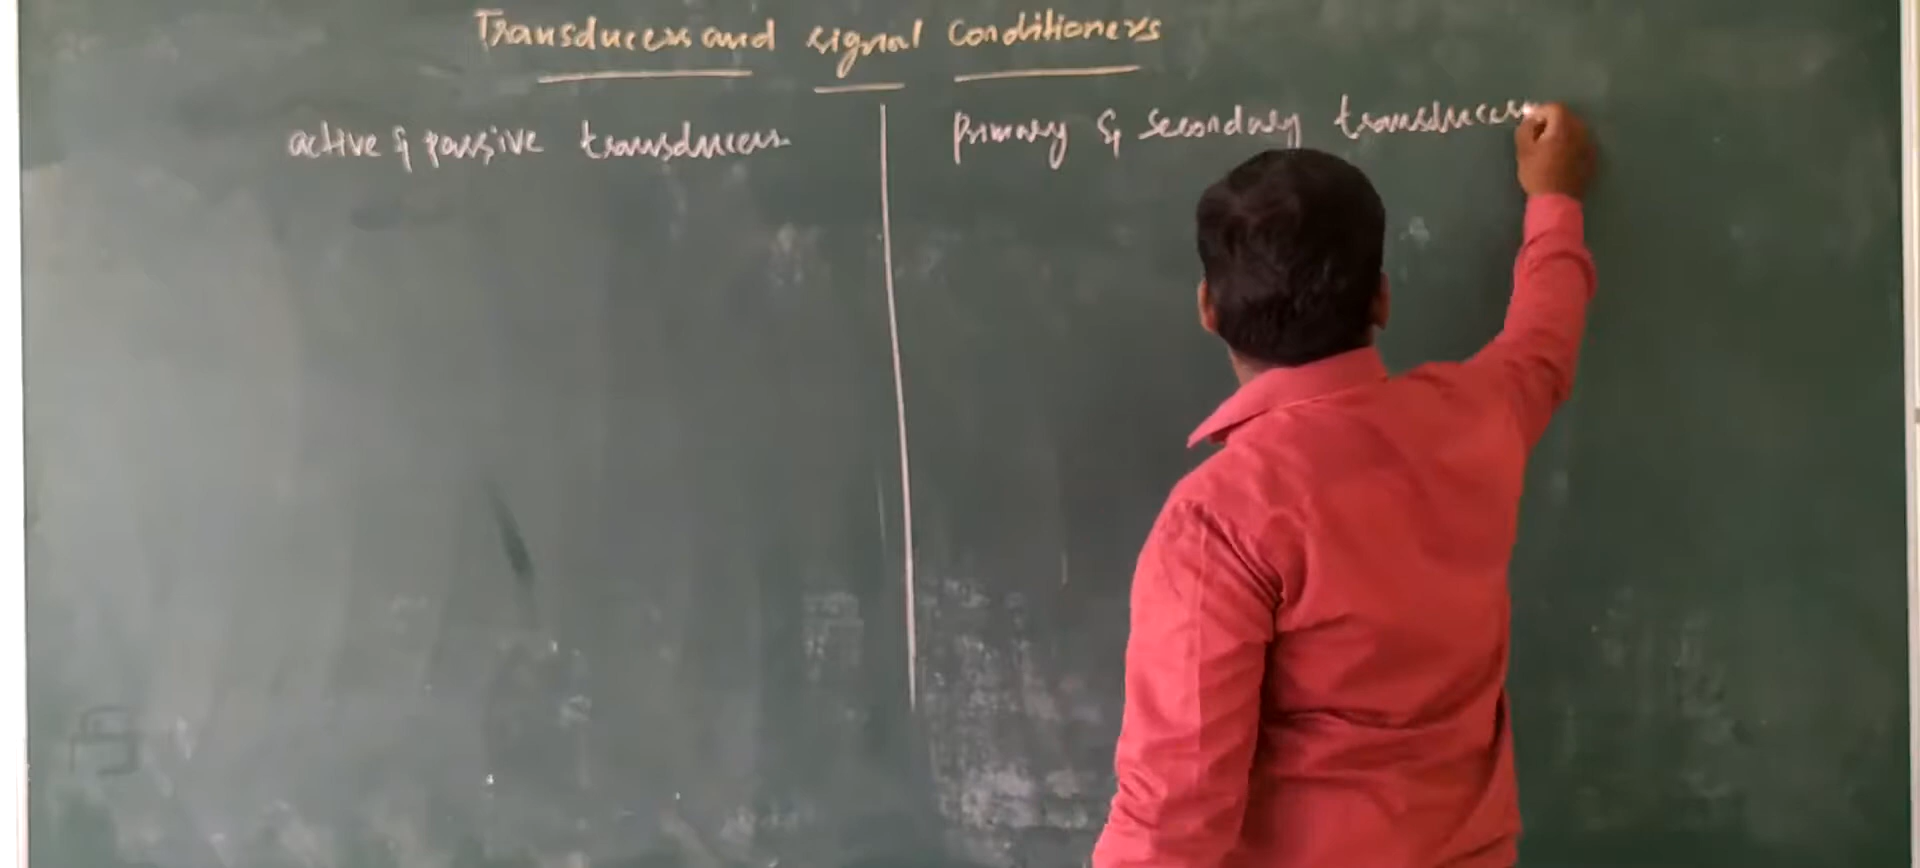 Transducers and signal Conditioners
active & passive transducers
Primary & secondary transducers